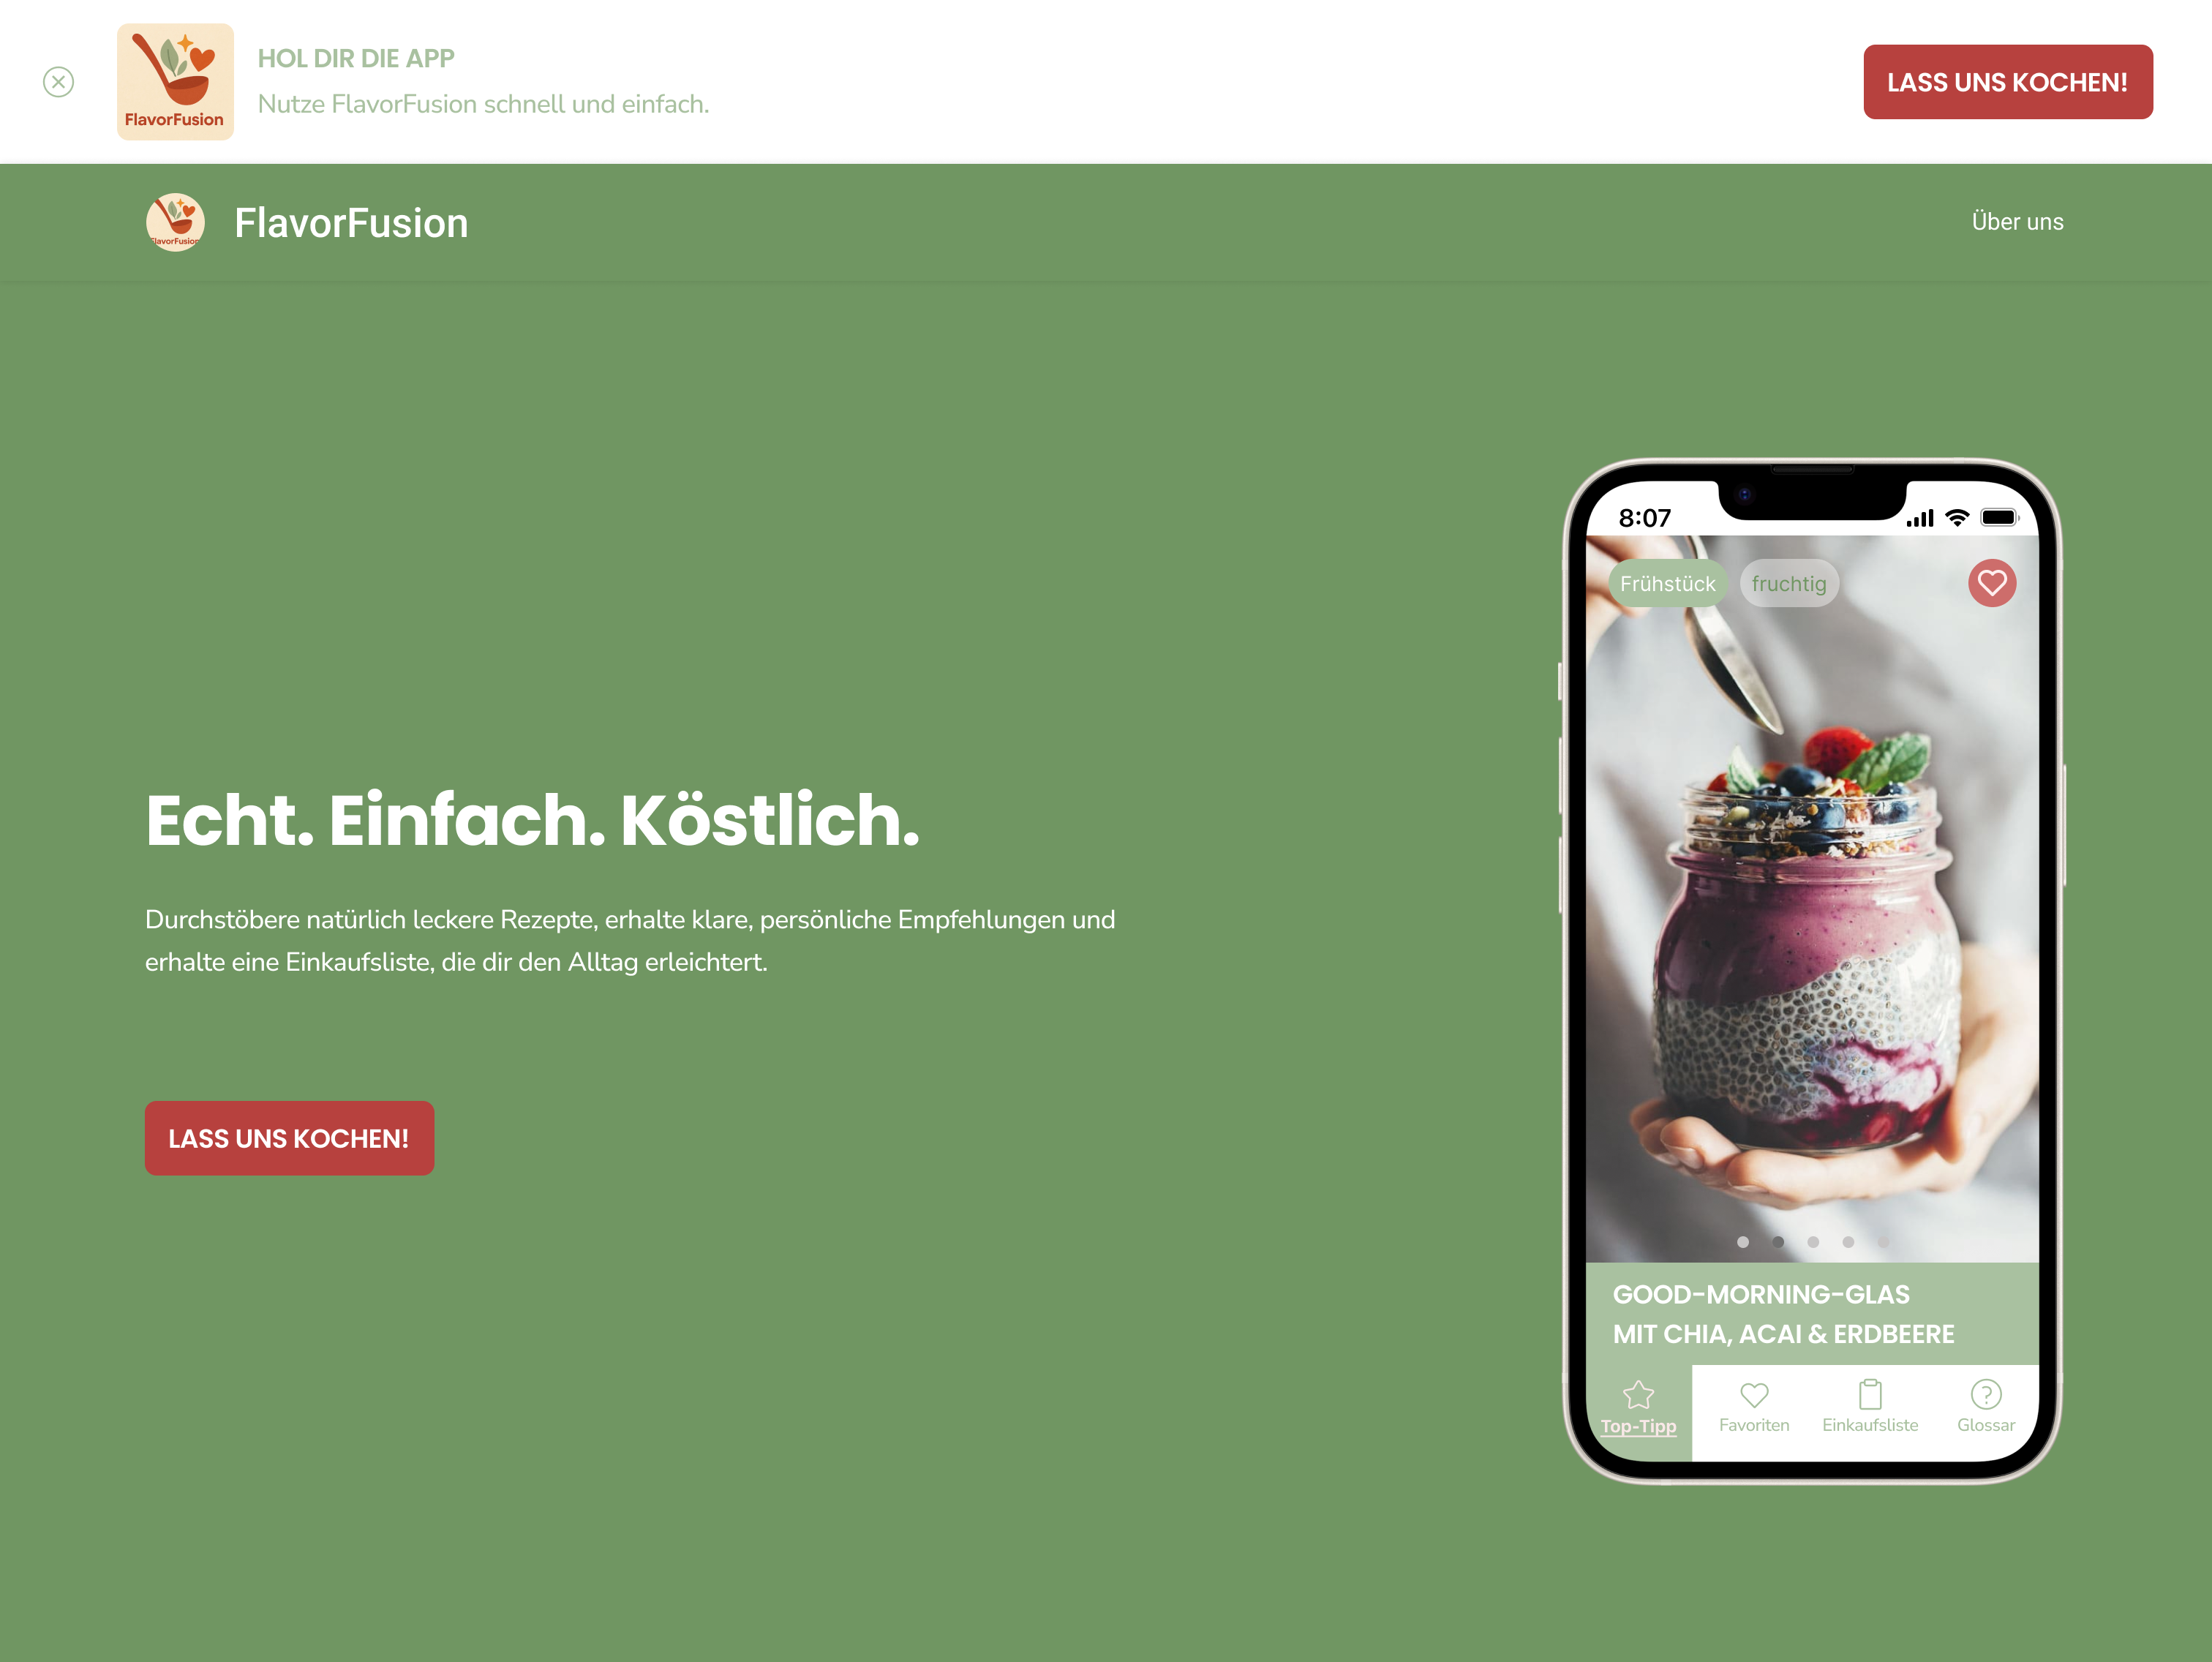 HOL DIR DIE APP
Nutze FlavorFusion schnell und einfach.
FlavorFusion
LASS UNS KOCHEN!
FlavorFusion
FlavorFusion
Über uns
Echt. Einfach. Köstlich.
Durchstöbere natürlich leckere Rezepte, erhalte klare, persönliche Empfehlungen und
erhalte eine Einkaufsliste, die dir den Alltag erleichtert.
LASS UNS KOCHEN!
8:07
Frühstück
fruchtig
GOOD-MORNING-GLAS
MIT CHIA, ACAI & ERDBEERE
Top-Tipp
Favoriten
Einkaufsliste
Glossar